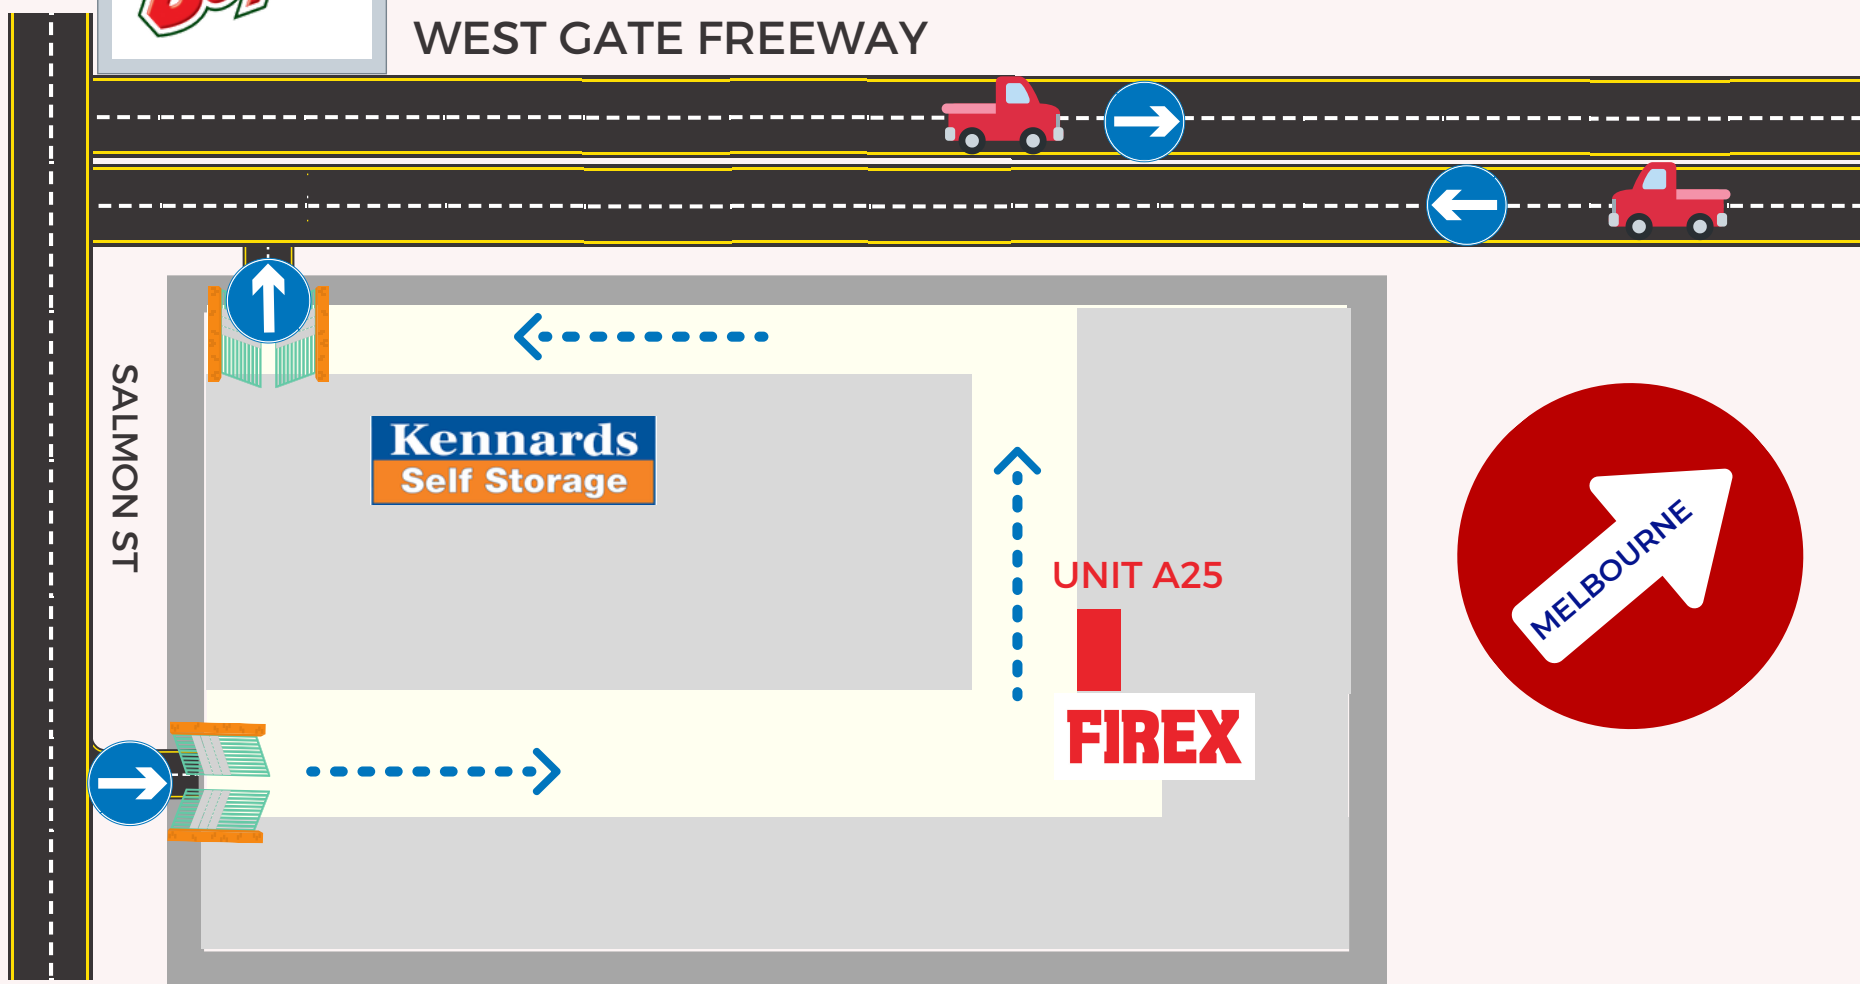 WEST GATE FREEWAY
SALMON ST
Kennards
Self Storage
UNIT A25
FIREX
MELBOURNE